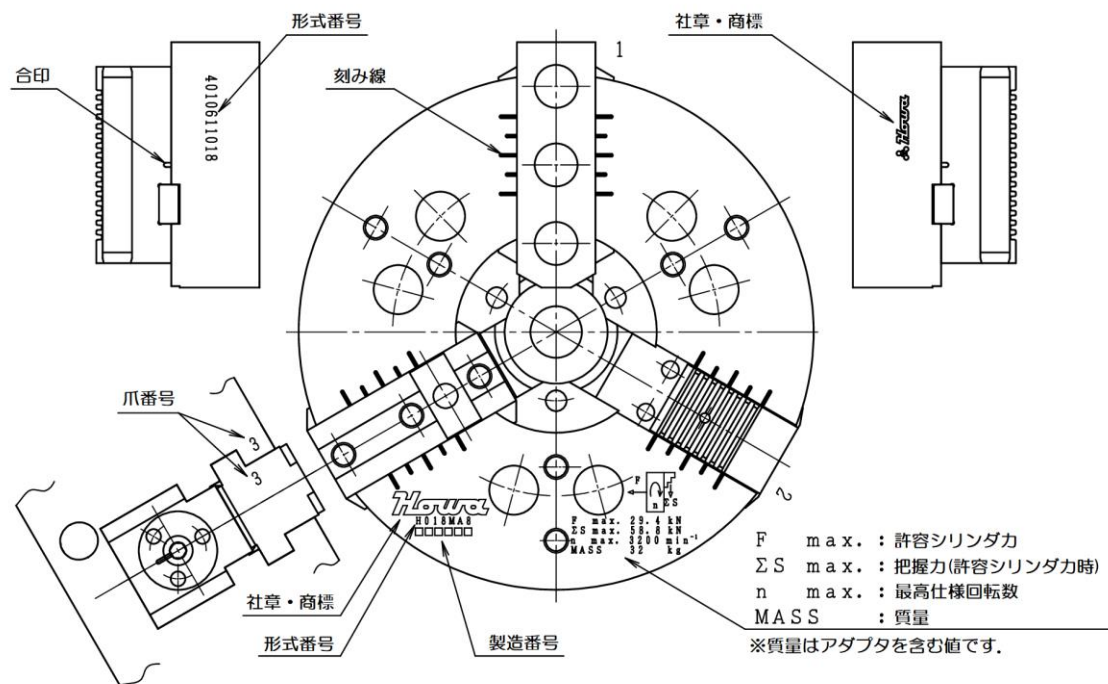 形式番号
社章・商標
合印
4010611018
刻み線
1
Howa
爪番号
3
3
2
F
n ΣS
Howa
H018MA8
□□□□□□
F max. 29.4 kN
ΣS max. 58.8 kN
n max. 3200 min⁻¹
MASS 32 kg
F max. : 許容シリンダ力
ΣS max. : 把握力(許容シリンダ力時)
n max. : 最高仕様回転数
MASS : 質量
※質量はアダプタを含む値です.
社章・商標
形式番号
製造番号